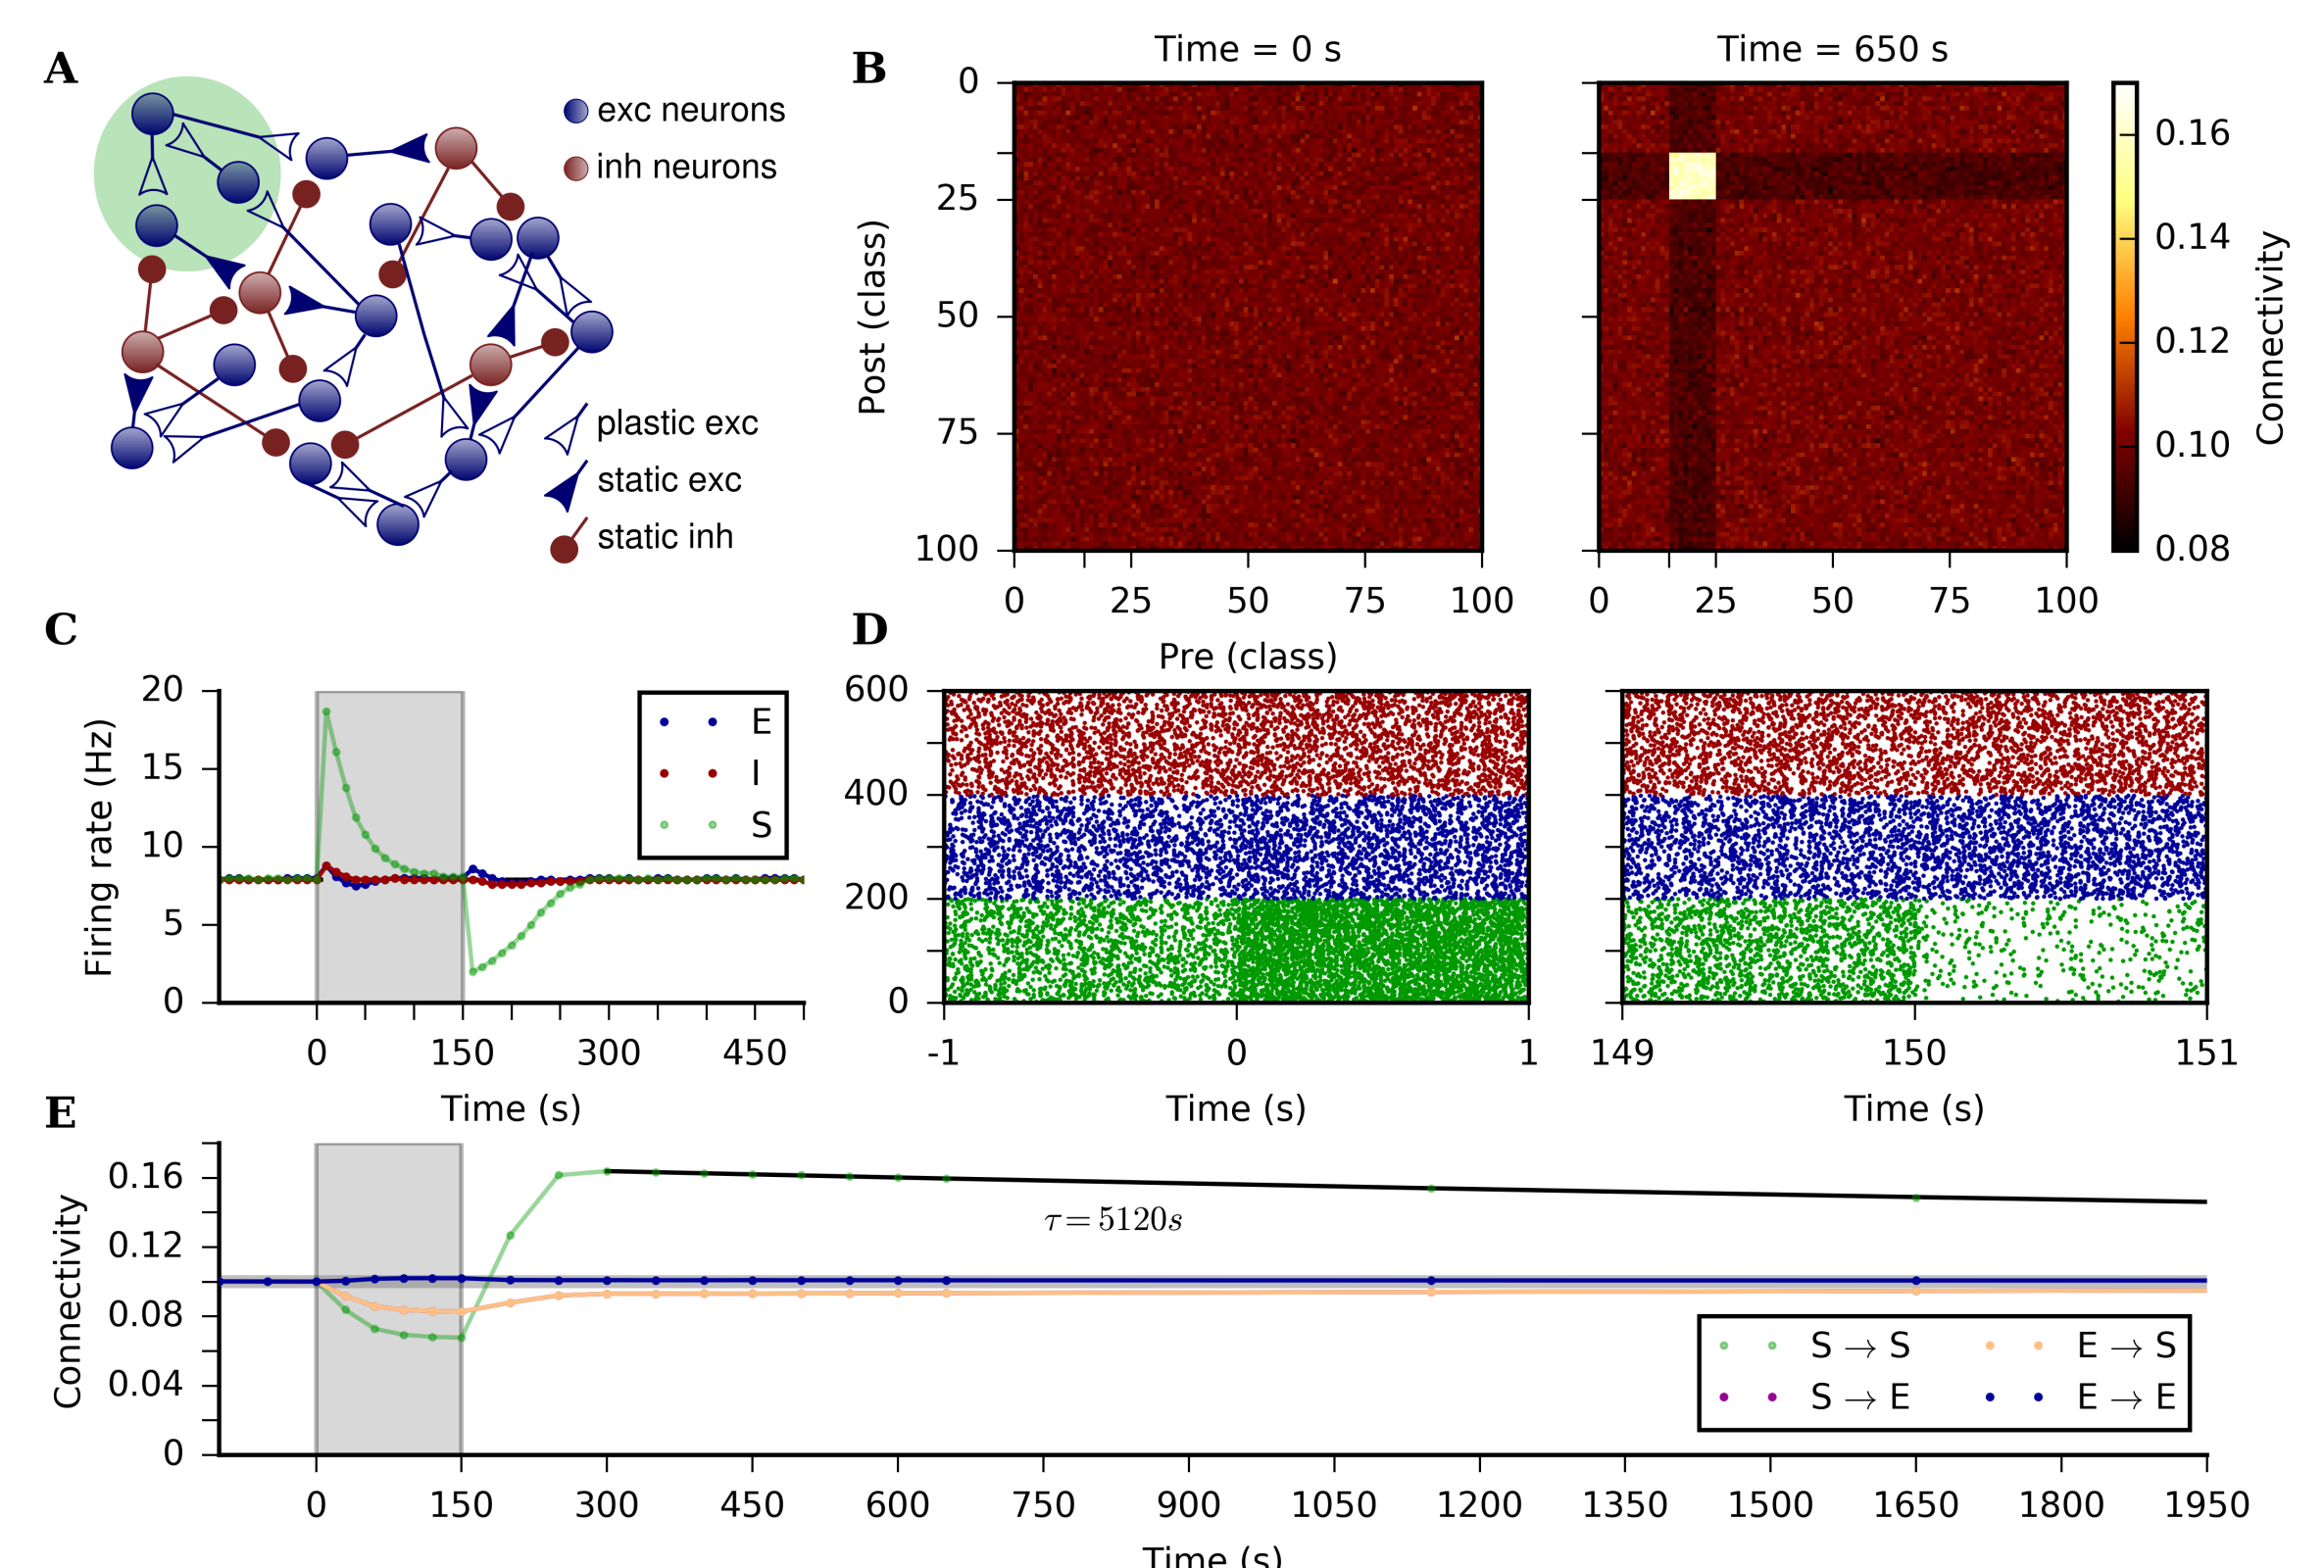 A
exc neurons
inh neurons
plastic exc
static exc
static inh
B
Time = 0 s
Time = 650 s
0
25
50
75
100
Post (class)
0 25 50 75 100
0 25 50 75 100
Pre (class)
0.16
0.14
0.12
0.10
0.08
Connectivity
C
20
15
10
5
0
Firing rate (Hz)
E
I
S
0 150 300 450
Time (s)
D
600
400
200
0
-1 0 1
Time (s)
149 150 151
Time (s)
E
0.16
0.12
0.08
0.04
0
Connectivity
τ = 5120s
S → S
E → S
S → E
E → E
0 150 300 450 600 750 900 1050 1200 1350 1500 1650 1800 1950
Time (s)